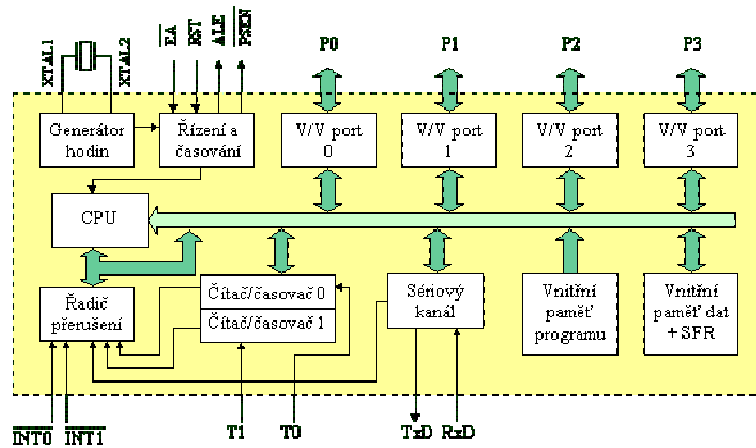 XTAL1
XTAL2
EA
RST
ALE
PSEN
P0
P1
P2
P3
Generátor
hodin
Řízení a
časování
V/V port
0
V/V port
1
V/V port
2
V/V port
3
CPU
Řadič
přerušení
Čítač/časovač 0
Čítač/časovač 1
Sériový
kanál
Vnitřní
paměť
programu
Vnitřní
paměť dat
+ SFR
INT0
INT1
T1
T0
TxD
RxD